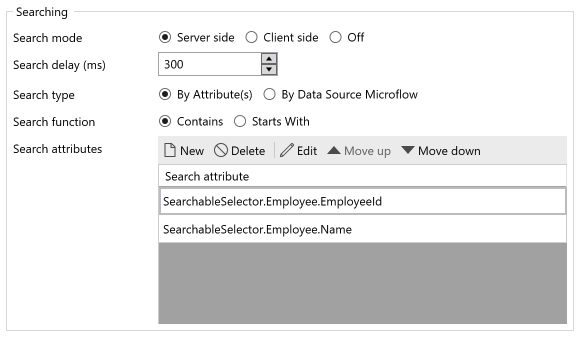 Searching
Search mode Server side Client side Off
Search delay (ms) 300
Search type By Attribute(s) By Data Source Microflow
Search function Contains Starts With
Search attributes New Delete Edit Move up Move down
Search attribute
SearchableSelector.Employee.EmployeeId
SearchableSelector.Employee.Name